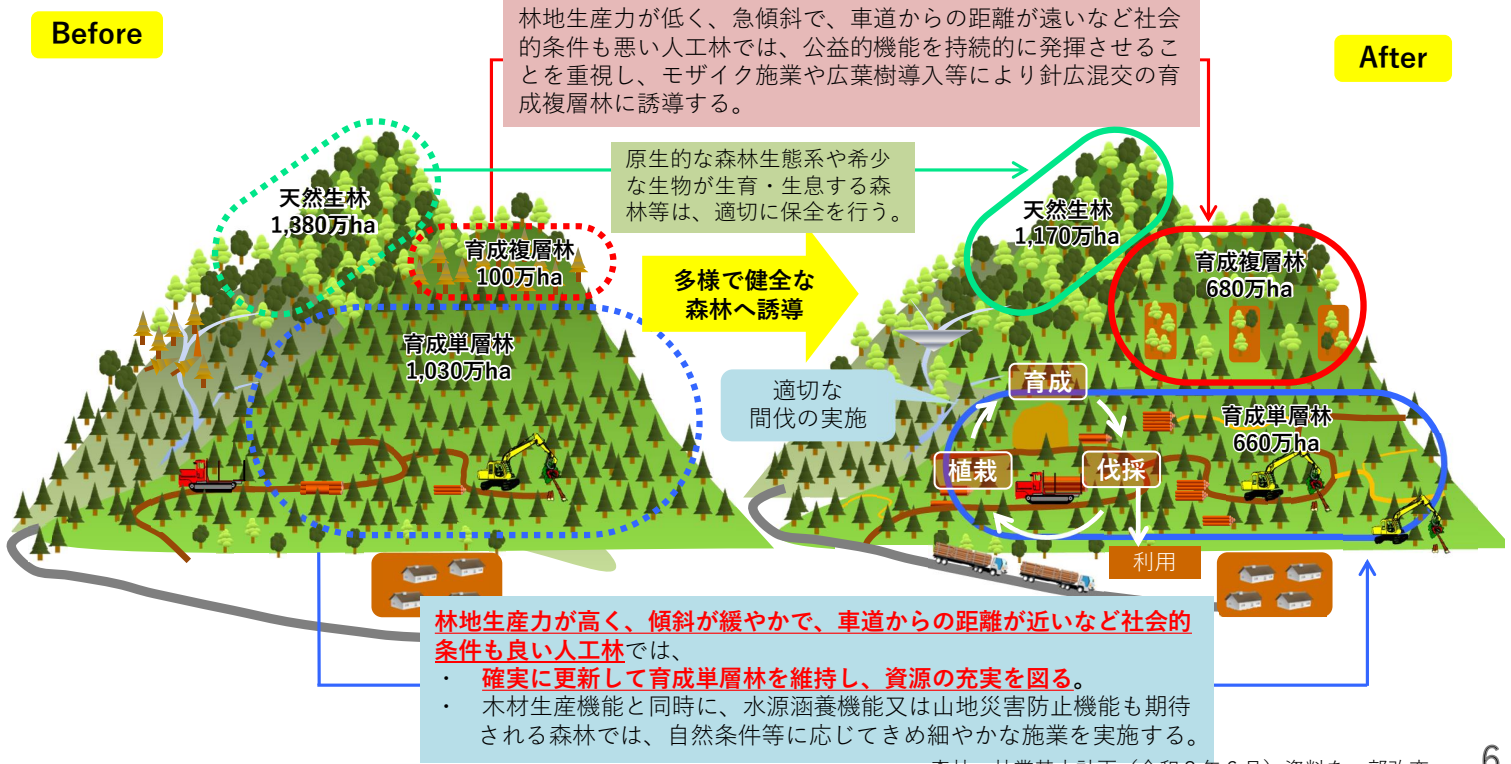 Before
林地生産力が低く、急傾斜で、車道からの距離が遠いなど社会
的条件も悪い人工林では、公益的機能を持続的に発揮させるこ
とを重視し、モザイク施業や広葉樹導入等により針広混交の育
成複層林に誘導する。
After
原生的な森林生態系や希少
な生物が生育・生息する森
林等は、適切に保全を行う。
天然生林
1,380万ha
育成複層林
100万ha
育成単層林
1,030万ha
多様で健全な
森林へ誘導
天然生林
1,170万ha
育成複層林
680万ha
適切な
間伐の実施
育成
植栽
伐採
利用
育成単層林
660万ha
林地生産力が高く、傾斜が緩やかで、車道からの距離が近いなど社会的
条件も良い人工林では、
・ 確実に更新して育成単層林を維持し、資源の充実を図る。
・ 木材生産機能と同時に、水源涵養機能又は山地災害防止機能も期待
される森林では、自然条件等に応じてきめ細やかな施業を実施する。
6